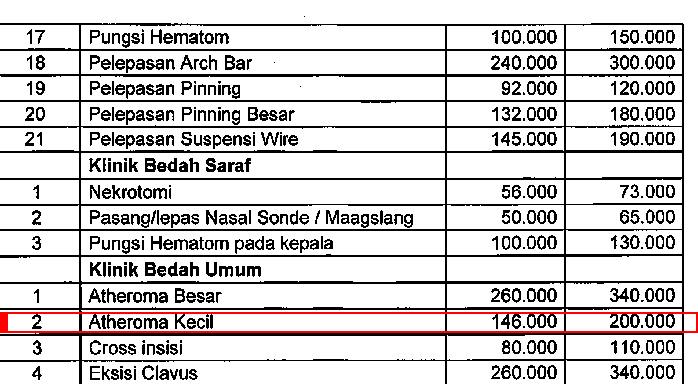 17 Pungsi Hematom 100.000 150.000
18 Pelepasan Arch Bar 240.000 300.000
19 Pelepasan Pinning 92.000 120.000
20 Pelepasan Pinning Besar 132.000 180.000
21 Pelepasan Suspensi Wire 145.000 190.000
Klinik Bedah Saraf
1 Nekrotomi 56.000 73.000
2 Pasang/lepas Nasal Sonde / Maagslang 50.000 65.000
3 Pungsi Hematom pada kepala 100.000 130.000
Klinik Bedah Umum
1 Atheroma Besar 260.000 340.000
2 Atheroma Kecil 146.000 200.000
3 Cross insisi 80.000 110.000
4 Eksisi Clavus 260.000 340.000